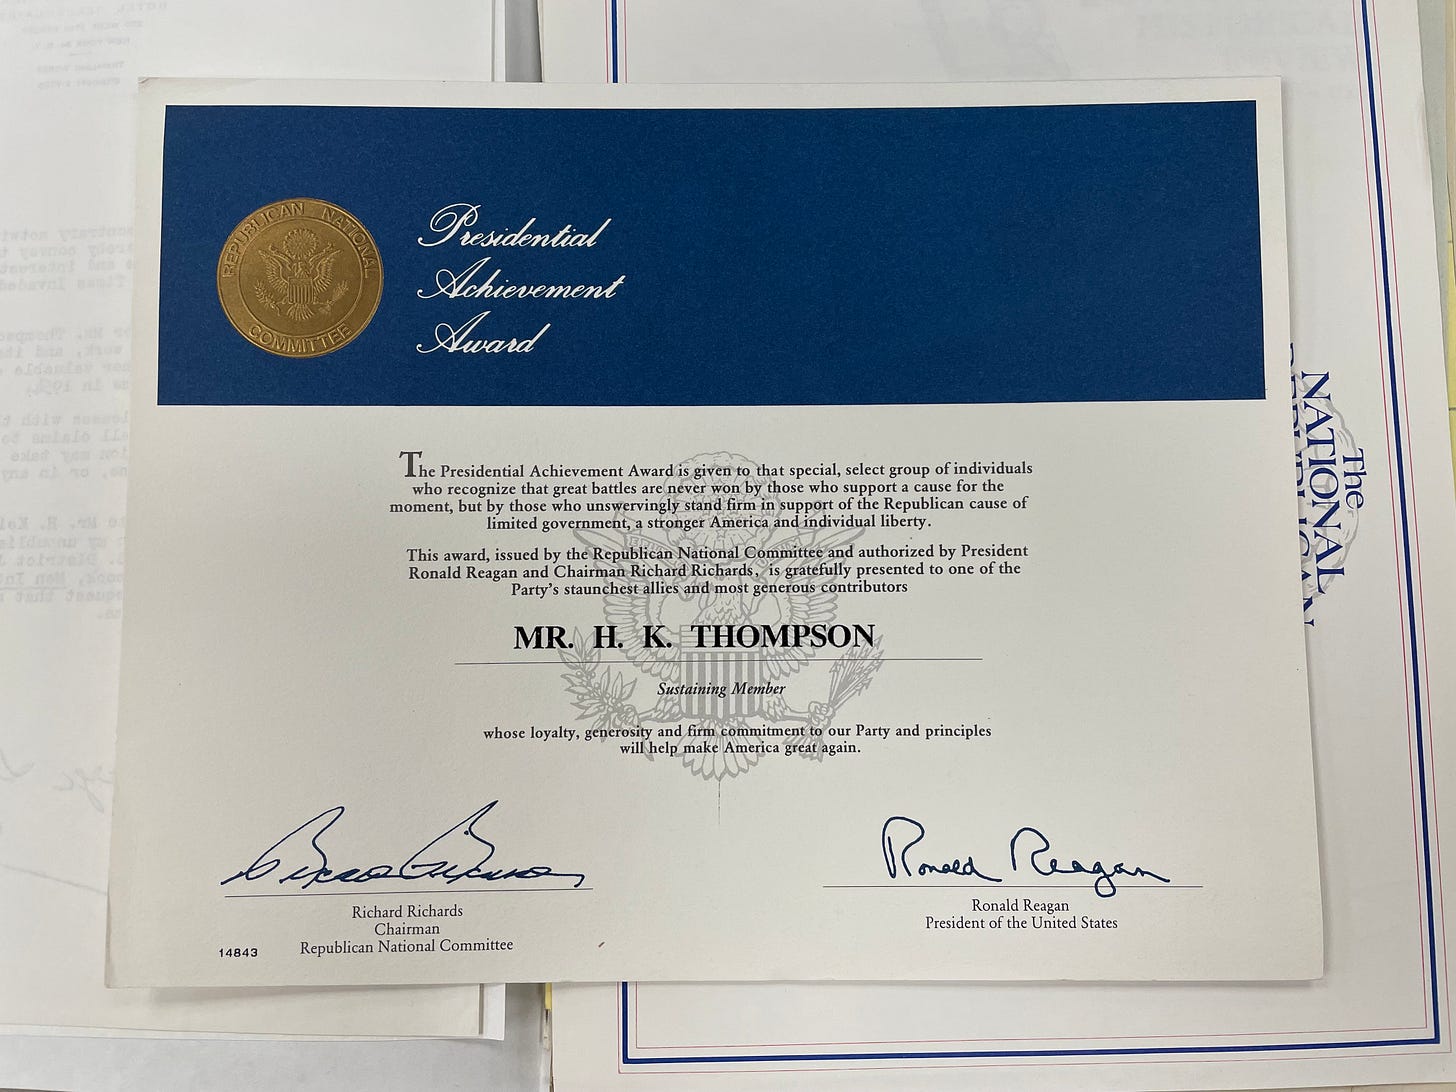 REPUBLICAN NATIONAL
COMMITTEE
Presidential
Achievement
Award
The Presidential Achievement Award is given to that special, select group of individuals
who recognize that great battles are never won by those who support a cause for the
moment, but by those who unswervingly stand firm in support of the Republican cause of
limited government, a stronger America and individual liberty.
This award, issued by the Republican National Committee and authorized by President
Ronald Reagan and Chairman Richard Richards, is gratefully presented to one of the
Party's staunchest allies and most generous contributors
MR. H. K. THOMPSON
Sustaining Member
whose loyalty, generosity and firm commitment to our Party and principles
will help make America great again.
Ronald Reagan
Richard Richards
Chairman
Republican National Committee
14843
Ronald Reagan
President of the United States
The
NATIONAL